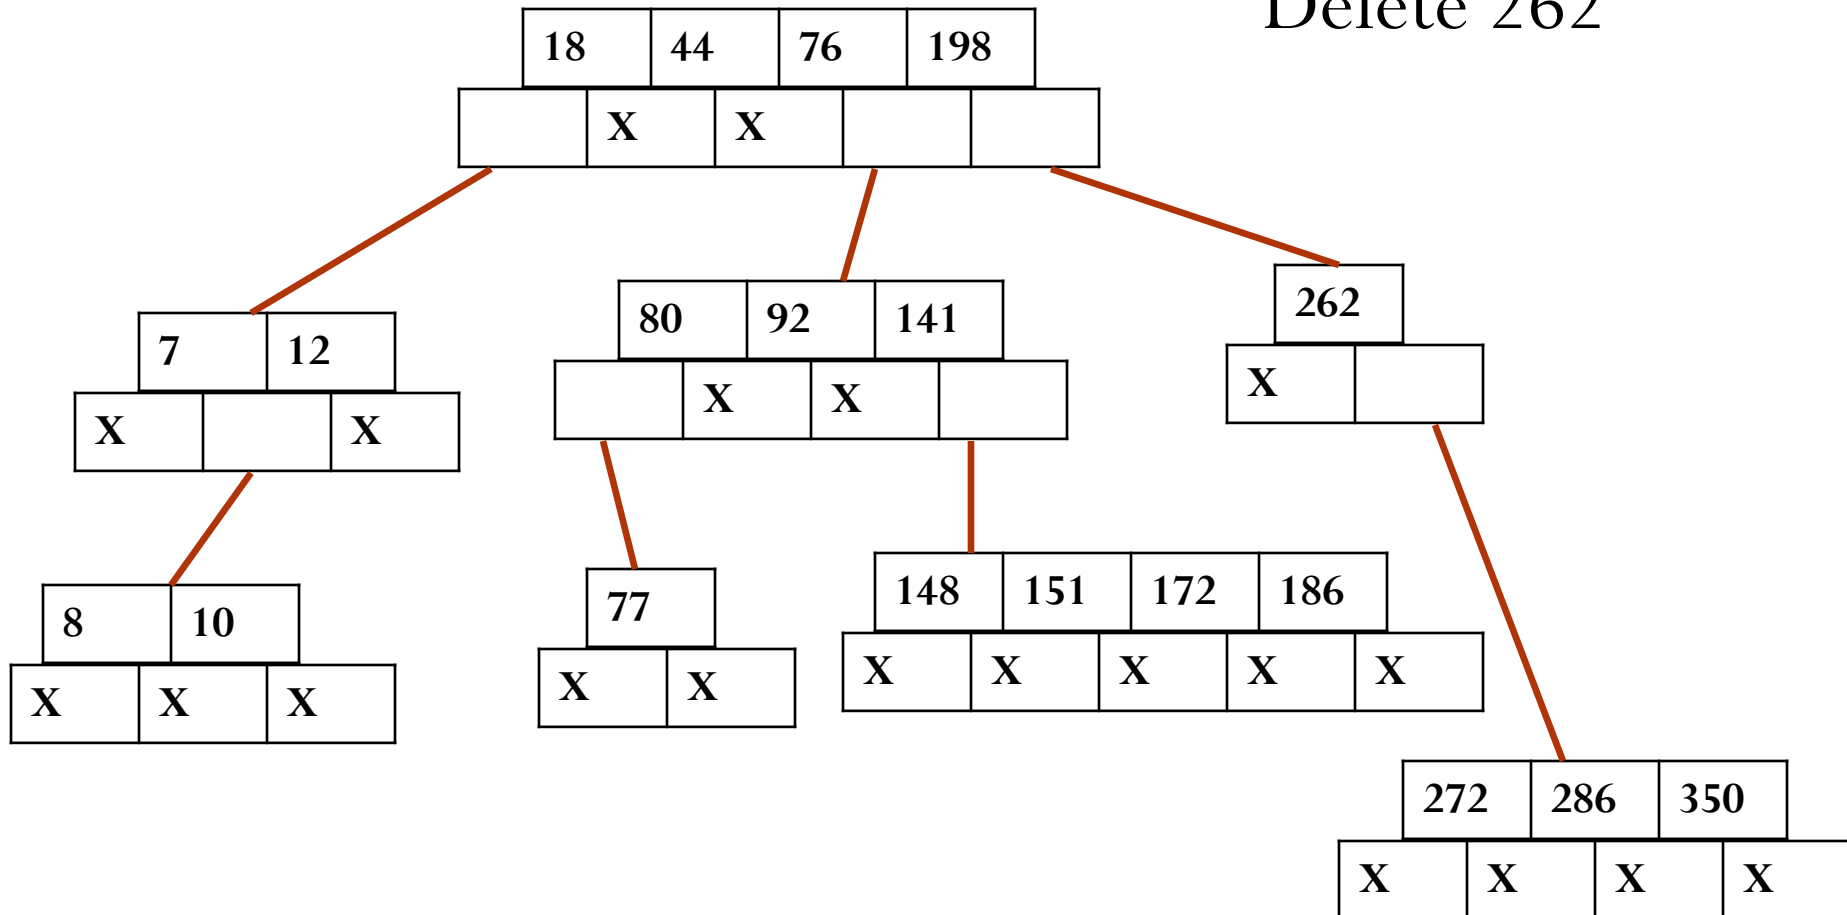 Delete 262
18 44 76 198
X X
7 12
X X
80 92 141
X X
262
X
8 10
X X X
77
X X
148 151 172 186
X X X X X
272 286 350
X X X X